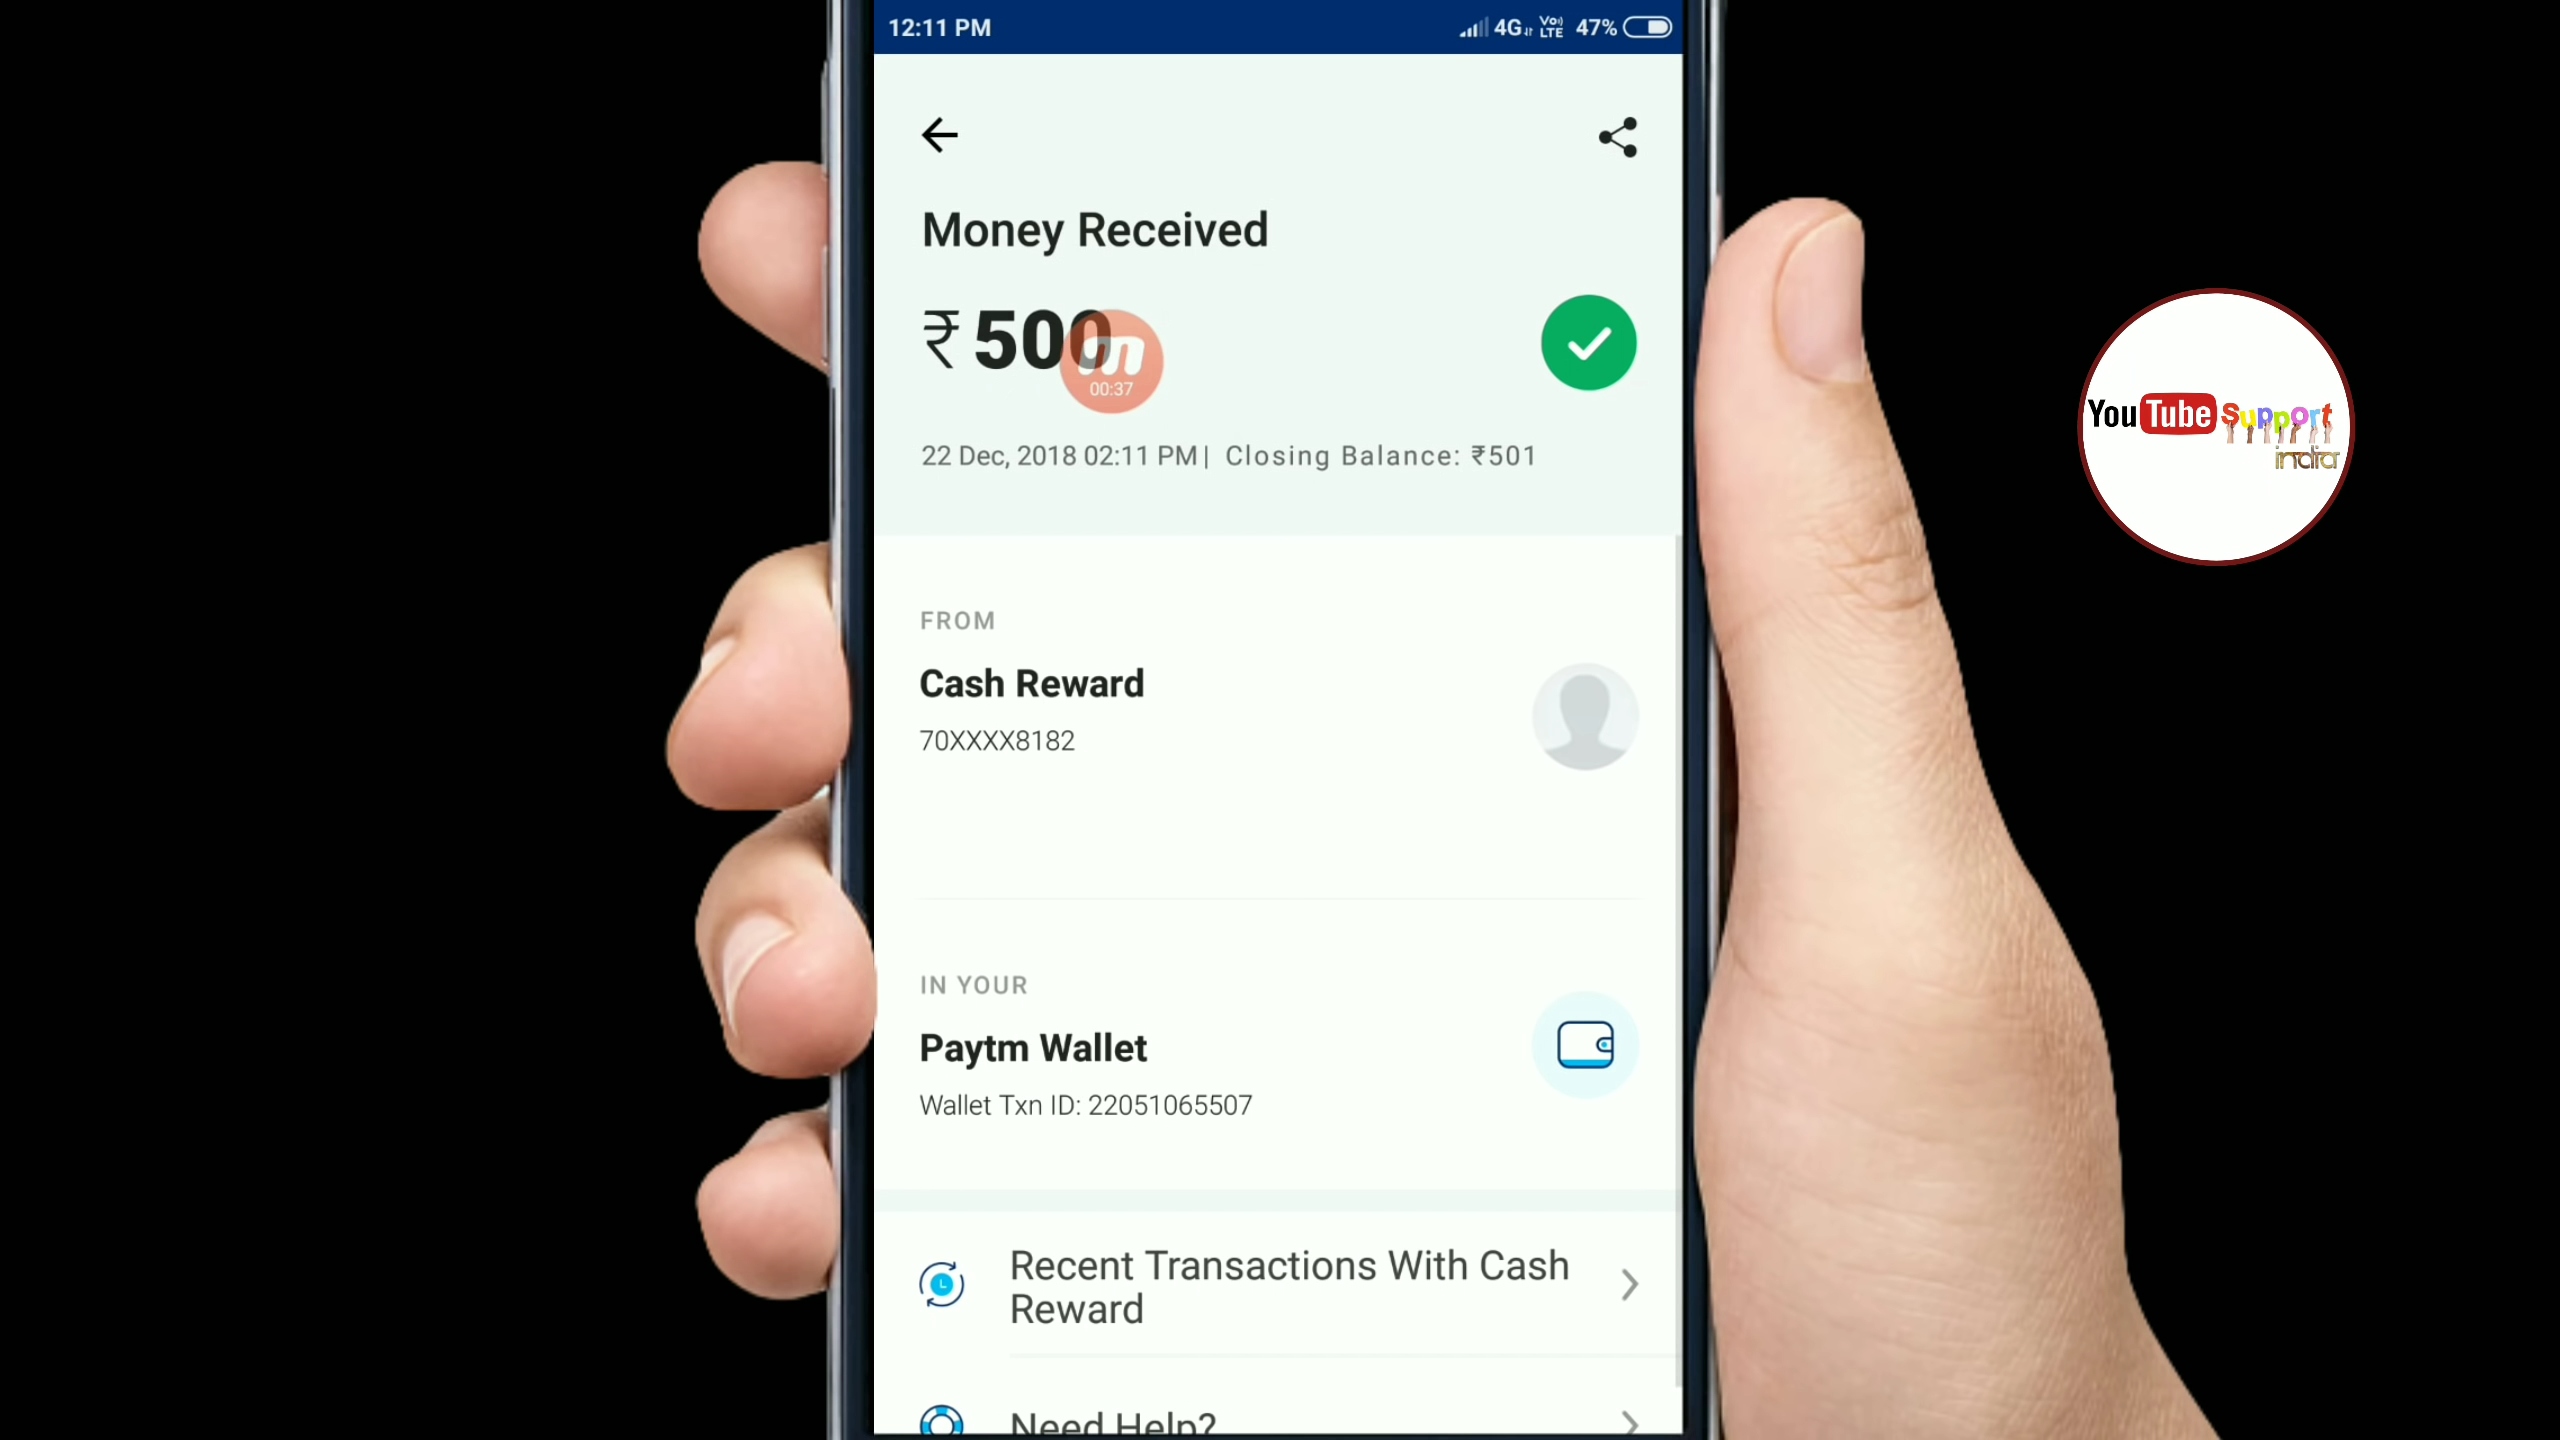 12:11 PM 4G Vo) LTE 47%
Money Received
₹500
00:37
22 Dec, 2018 02:11 PM| Closing Balance: ₹501
FROM
Cash Reward
70XXXX8182
IN YOUR
Paytm Wallet
Wallet Txn ID: 22051065507
Recent Transactions With Cash
Reward
Need Help?
YouTube Support
india